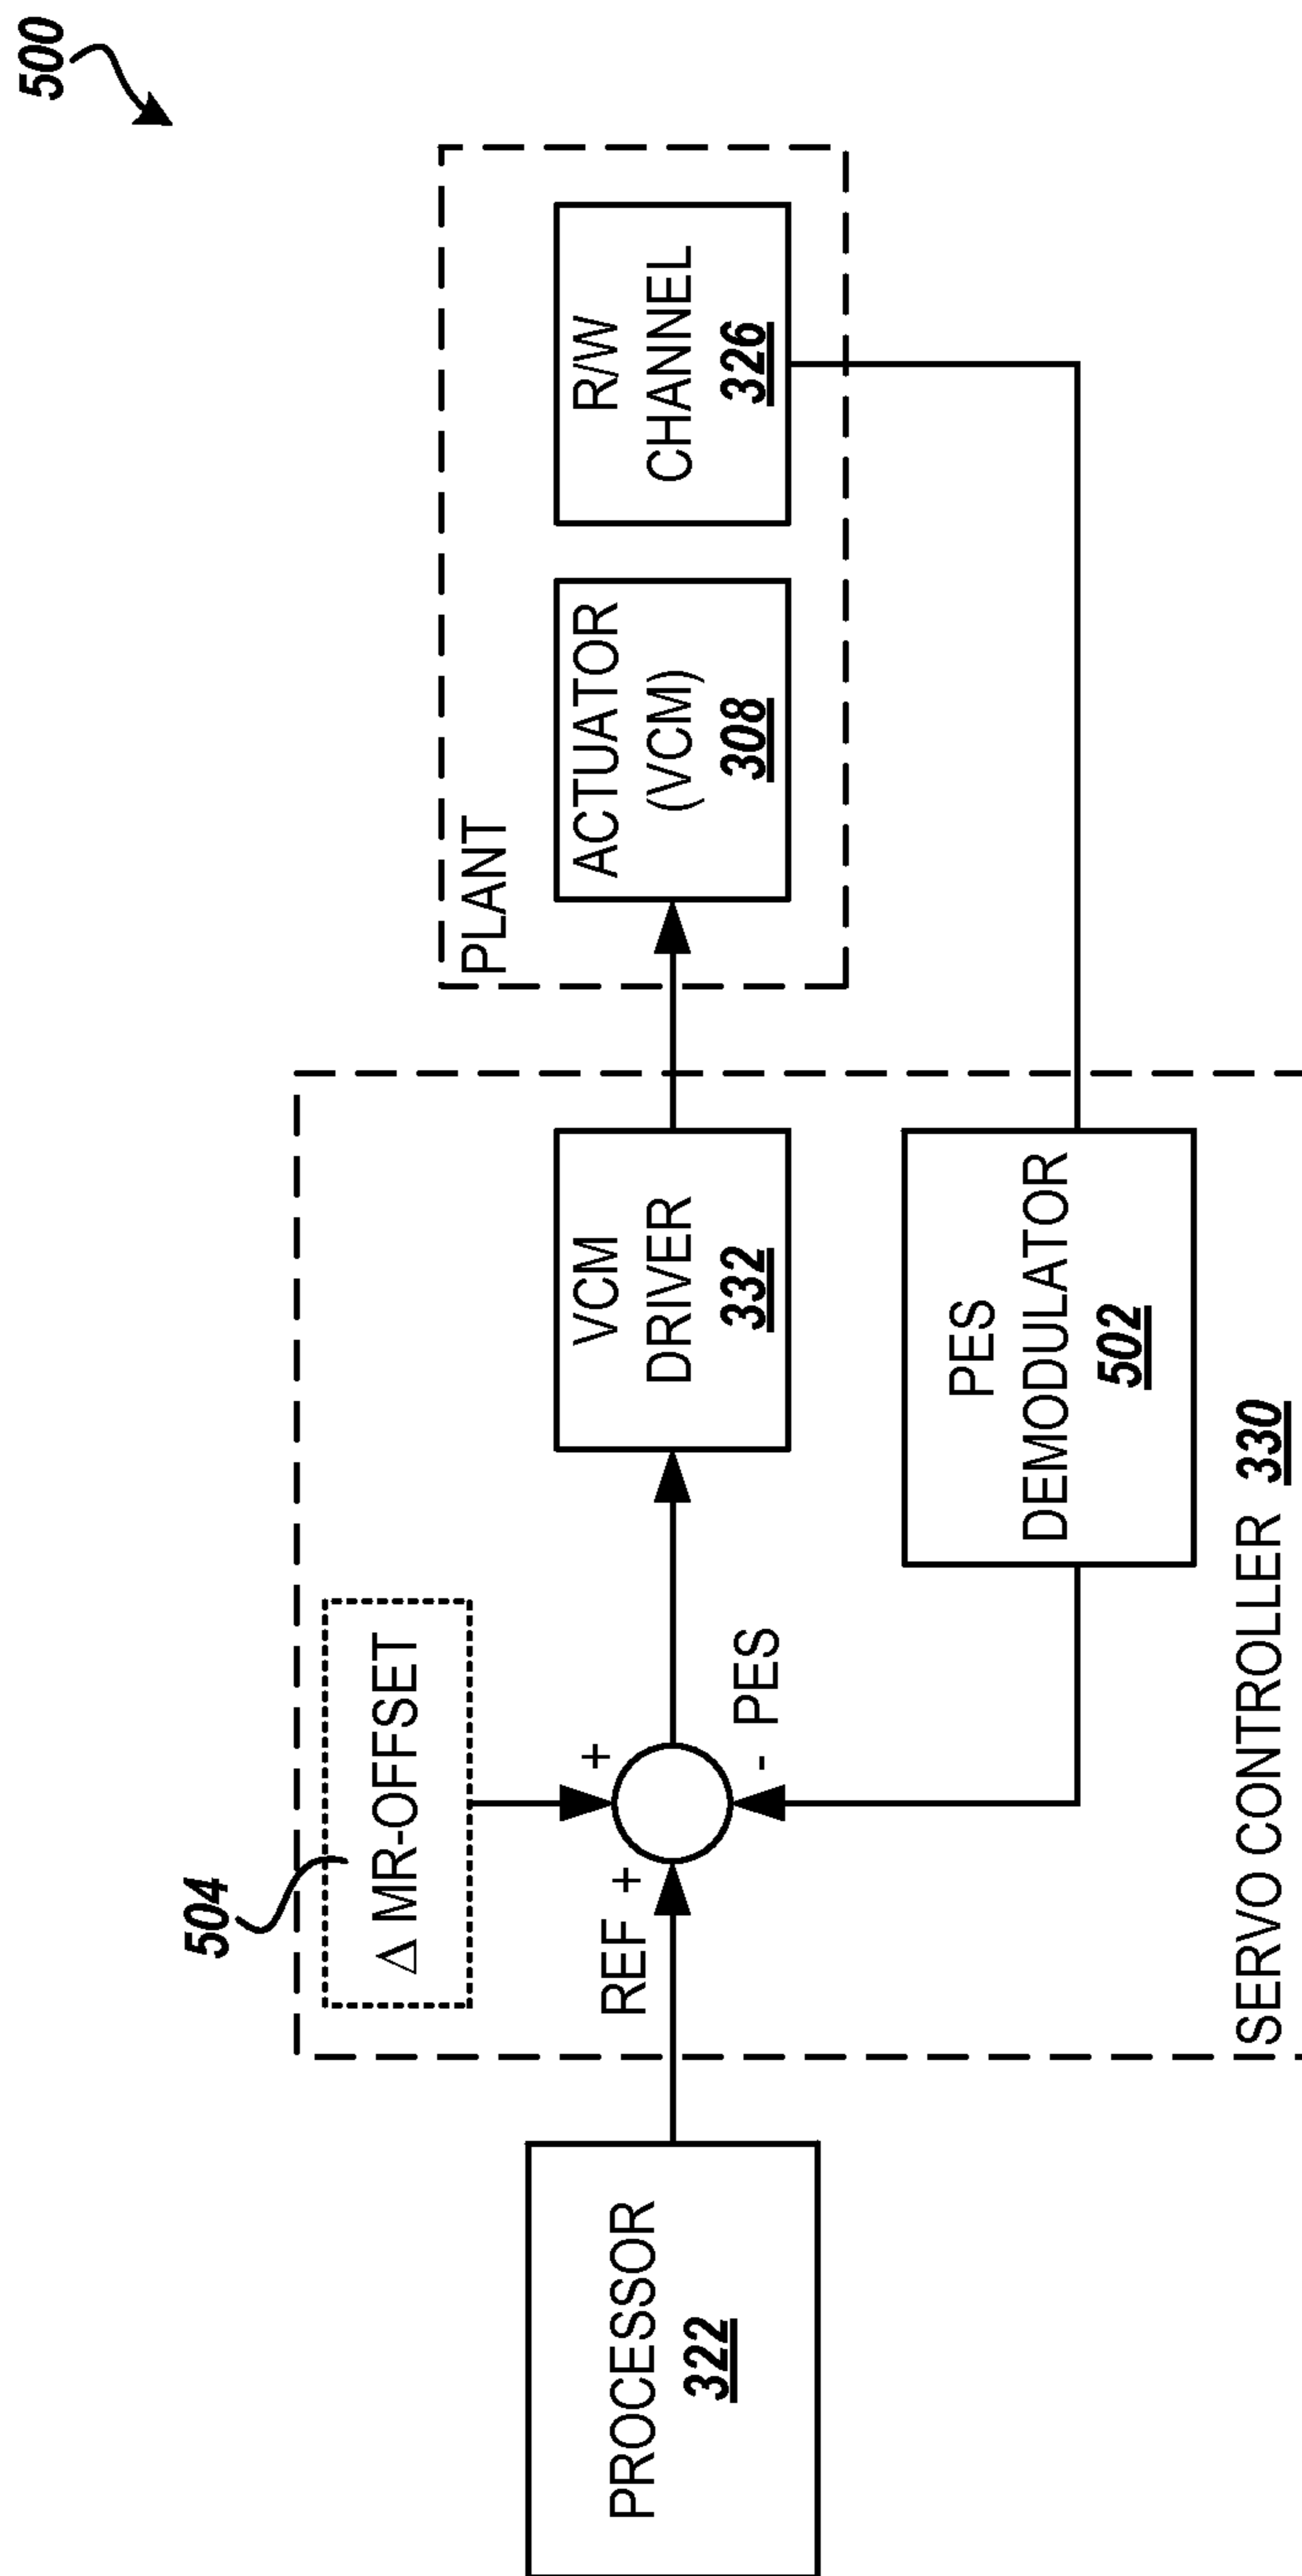 500
PLANT
ACTUATOR
(VCM)
308
R/W
CHANNEL
326
504
Δ MR-OFFSET
VCM
DRIVER
332
REF +
+
- PES
PES
DEMODULATOR
502
SERVO CONTROLLER 330
PROCESSOR
322